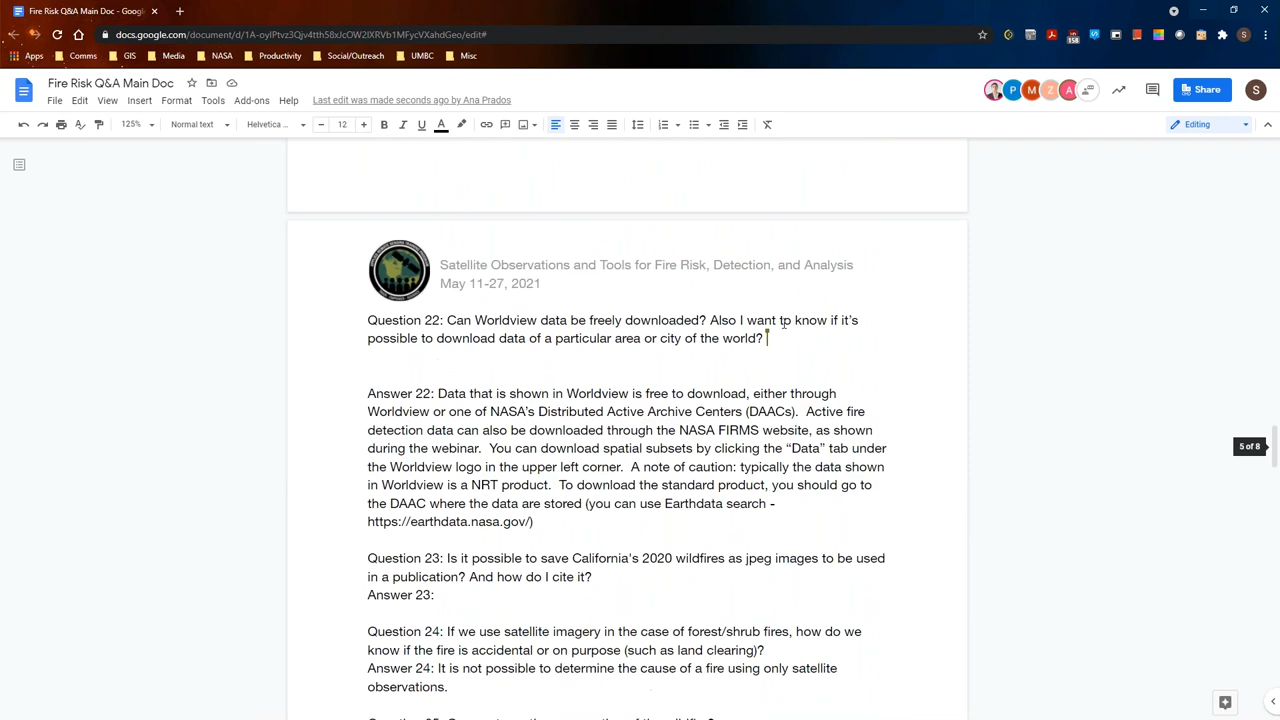 Fire Risk Q&A Main Doc - Googl
docs.google.com/document/d/1A-oyIPtvz3Qjv4tth58xJcOW2IXRVb1MFycVXahdGeo/edit#
158
S
Apps Comms GIS Media NASA Productivity Social/Outreach UMBC Misc
Fire Risk Q&A Main Doc
P M Z A
Share
S
File Edit View Insert Format Tools Add-ons Help Last edit was made seconds ago by Ana Prados
125% Normal text Helvetica ... 12 B I U A Editing
Satellite Observations and Tools for Fire Risk, Detection, and Analysis
May 11-27, 2021
Question 22: Can Worldview data be freely downloaded? Also I want to know if it's
possible to download data of a particular area or city of the world?
Answer 22: Data that is shown in Worldview is free to download, either through
Worldview or one of NASA's Distributed Active Archive Centers (DAACs). Active fire
detection data can also be downloaded through the NASA FIRMS website, as shown
during the webinar. You can download spatial subsets by clicking the “Data” tab under
the Worldview logo in the upper left corner. A note of caution: typically the data shown
in Worldview is a NRT product. To download the standard product, you should go to
the DAAC where the data are stored (you can use Earthdata search -
https://earthdata.nasa.gov/)
5 of 8
Question 23: Is it possible to save California's 2020 wildfires as jpeg images to be used
in a publication? And how do I cite it?
Answer 23:
Question 24: If we use satellite imagery in the case of forest/shrub fires, how do we
know if the fire is accidental or on purpose (such as land clearing)?
Answer 24: It is not possible to determine the cause of a fire using only satellite
observations.